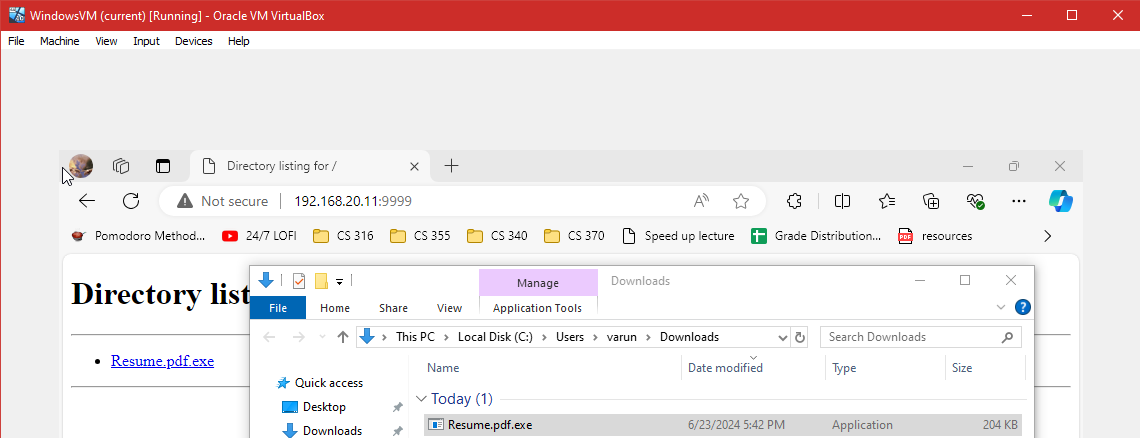 WindowsVM (current) [Running] - Oracle VM VirtualBox
File Machine View Input Devices Help
Directory listing for /
Not secure 192.168.20.11:9999
Pomodoro Method... 24/7 LOFI CS 316 CS 355 CS 340 CS 370 Speed up lecture Grade Distribution... resources
Directory list
Resume.pdf.exe
Manage Downloads
File Home Share View Application Tools
This PC Local Disk (C:) Users varun Downloads Search Downloads
Name Date modified Type Size
Quick access
Today (1)
Desktop
Resume.pdf.exe 6/23/2024 5:42 PM Application 204 KB
Downloads